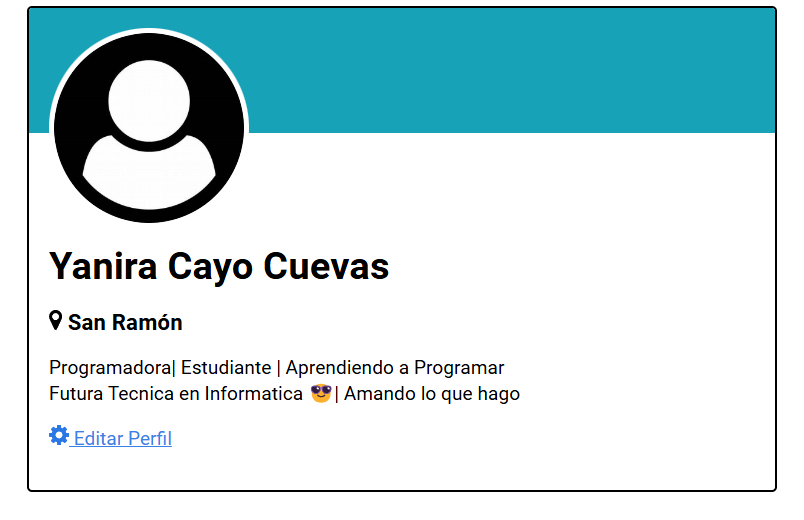 Yanira Cayo Cuevas
San Ramón
Programadora| Estudiante | Aprendiendo a Programar
Futura Tecnica en Informatica 😎| Amando lo que hago
Editar Perfil